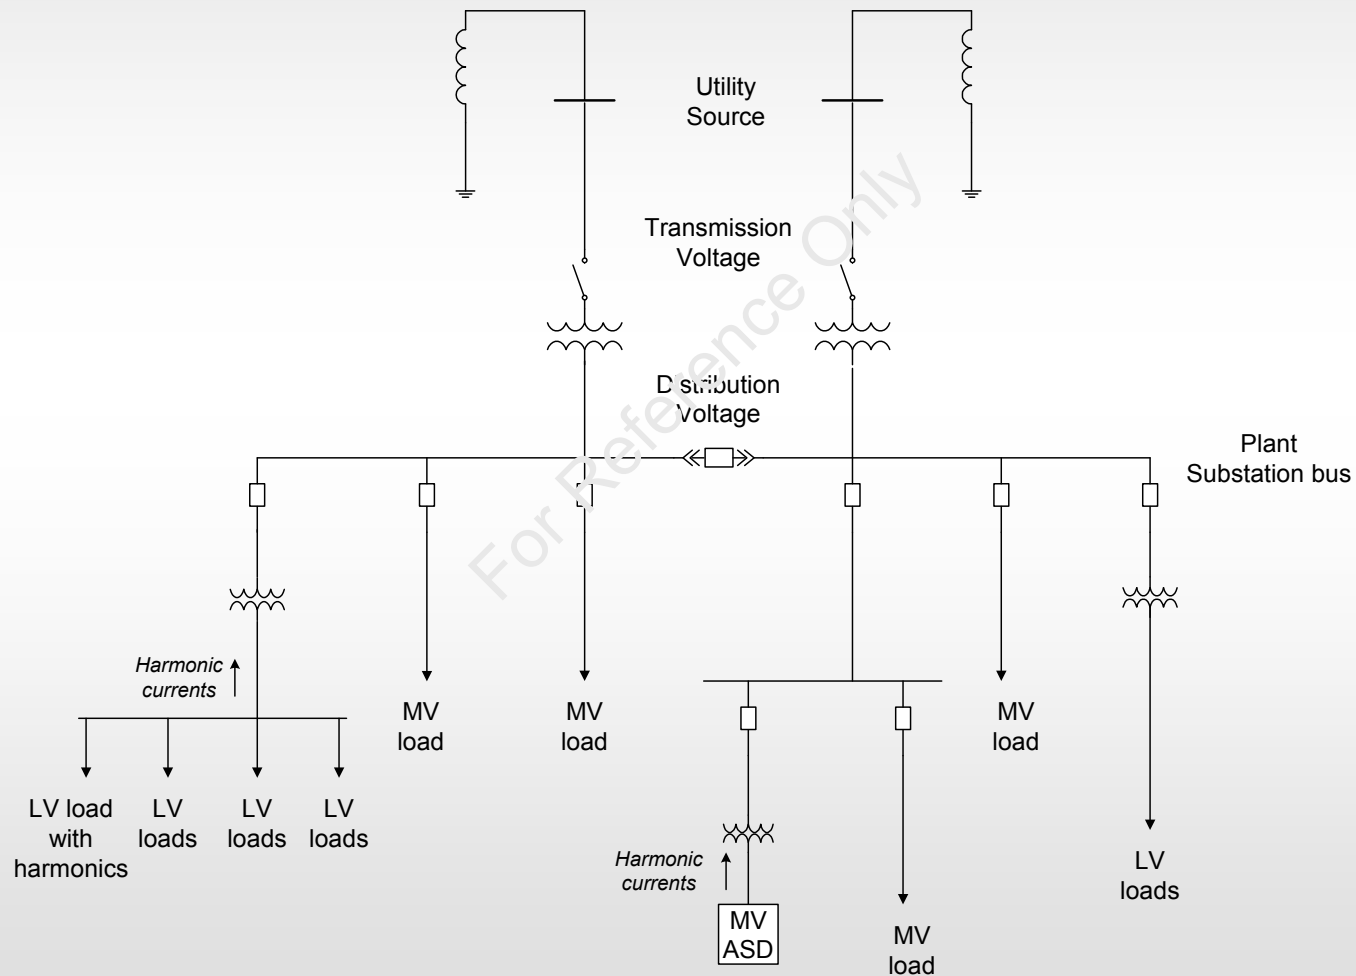 Utility
Source
Transmission
Voltage
Distribution
Voltage
Plant
Substation bus
For Reference Only
Harmonic
currents
MV
load
MV
load
MV
load
LV load
with
harmonics
LV
loads
LV
loads
LV
loads
Harmonic
currents
LV
loads
MV
ASD
MV
load